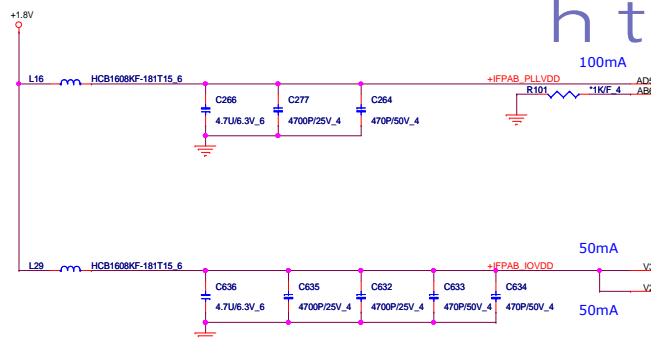 h t
+1.8V
100mA
L16 HCB1608KF-181T15_6 +IFPAB_PLLVDD AD5
R101 *1K/F_4 AB6
C266 C277 C264
4.7U/6.3V_6 4700P/25V_4 470P/50V_4
50mA
L29 HCB1608KF-181T15_6 +IFPAB_IOVDD
C636 C635 C632 C633 C634
4.7U/6.3V_6 4700P/25V_4 4700P/25V_4 470P/50V_4 470P/50V_4
50mA